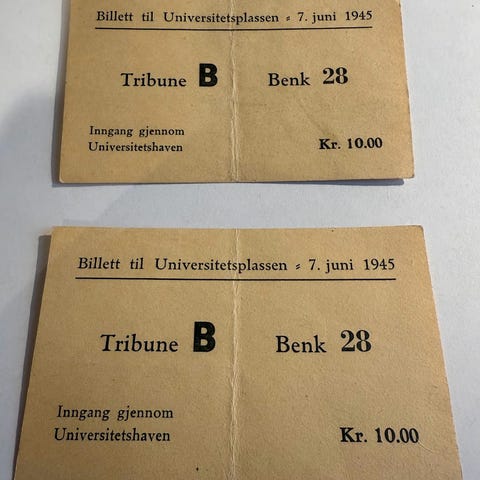 Billett til Universitetsplassen - 7. juni 1945
Tribune B Benk 28
Inngang gjennom
Universitetshaven
Kr. 10.00
Billett til Universitetsplassen - 7. juni 1945
Tribune B Benk 28
Inngang gjennom
Universitetshaven
Kr. 10.00